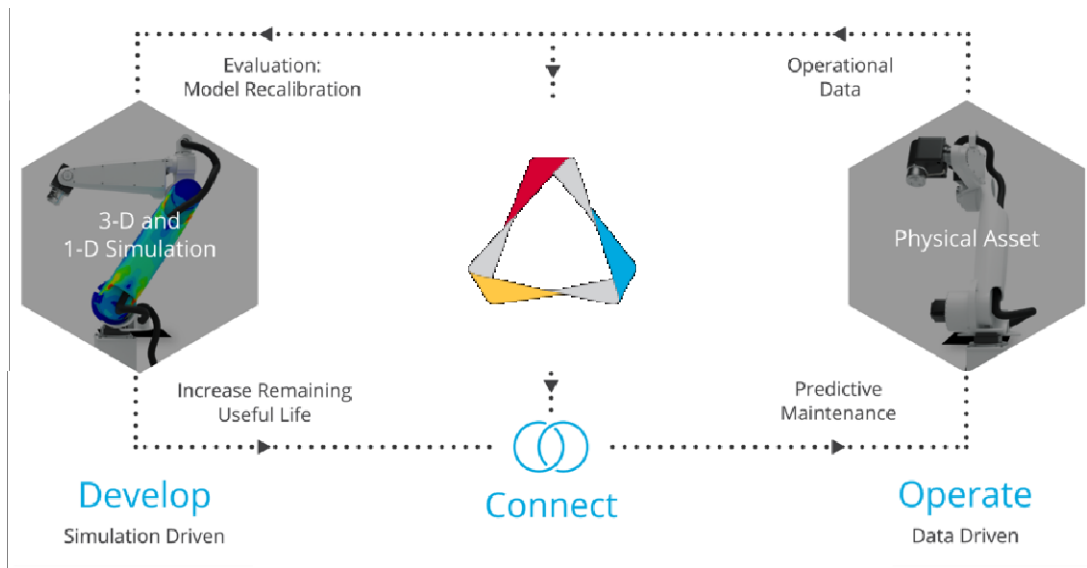 Evaluation:
Model Recalibration
Operational
Data
3-D and
1-D Simulation
Physical Asset
Increase Remaining
Useful Life
Predictive
Maintenance
Develop
Connect
Operate
Simulation Driven
Data Driven